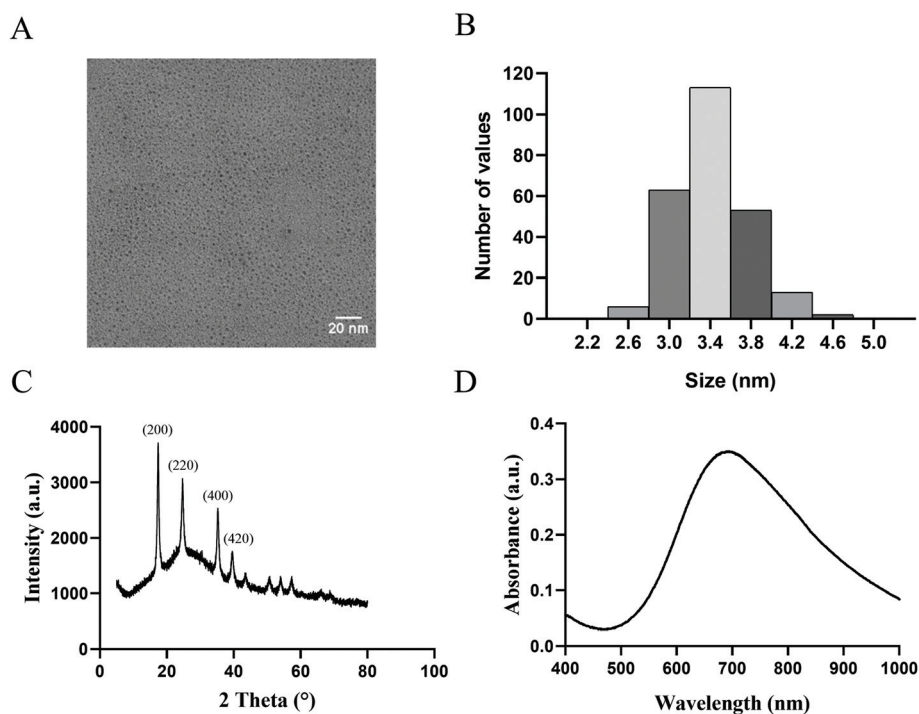 A
20 nm
B
120
100
80
60
40
20
0
Number of values
2.2 2.6 3.0 3.4 3.8 4.2 4.6 5.0
Size (nm)
C
4000
3000
2000
1000
0
Intensity (a.u.)
(200)
(220)
(400)
(420)
0 20 40 60 80 100
2 Theta (°)
D
0.4
0.3
0.2
0.1
0.0
Absorbance (a.u.)
400 500 600 700 800 900 1000
Wavelength (nm)